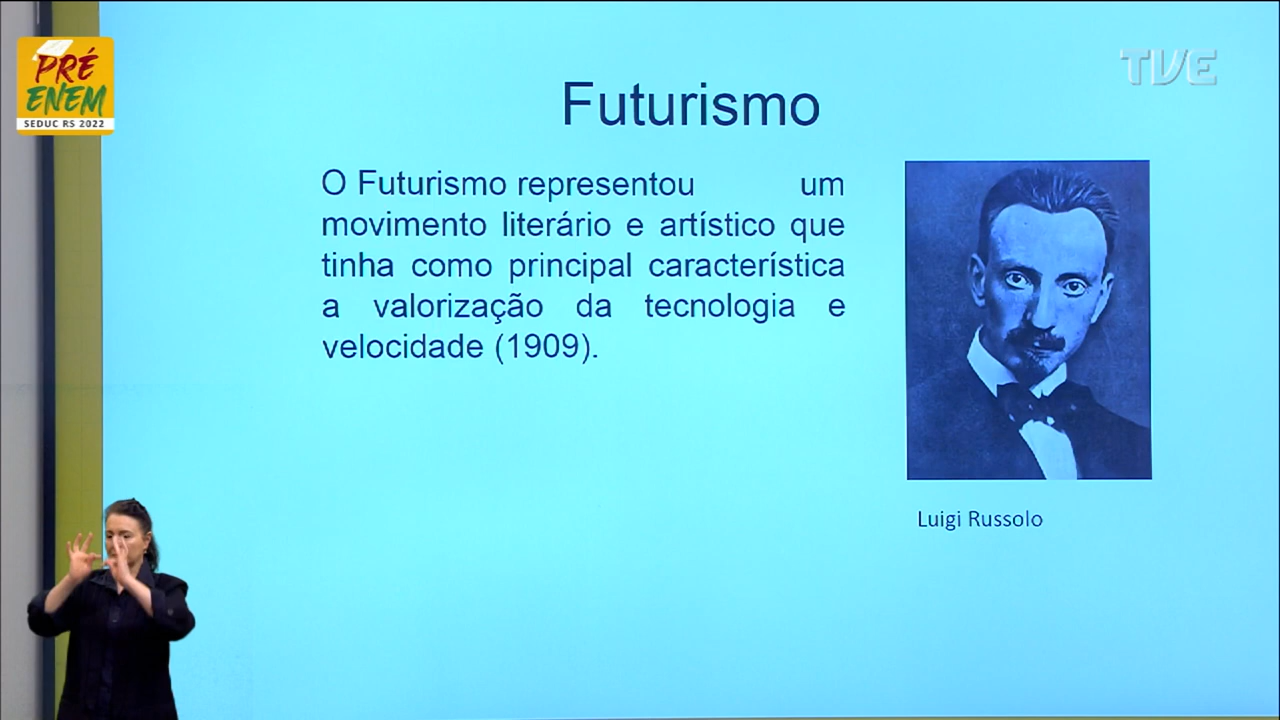 PRÉ
ENEM
SEDUC RS 2022
TVE
Futurismo
O Futurismo representou um
movimento literário e artístico que
tinha como principal característica
a valorização da tecnologia e
velocidade (1909).
Luigi Russolo